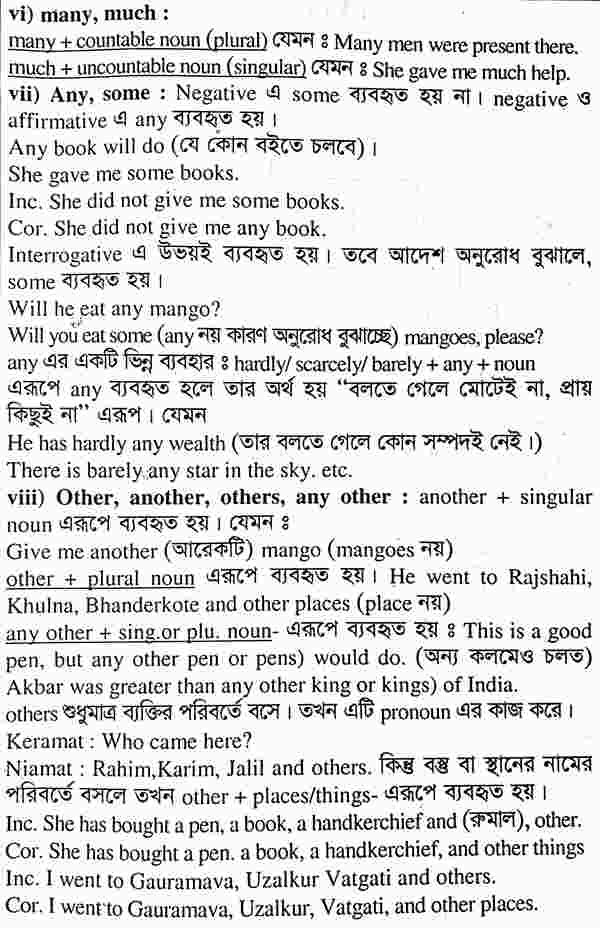 vi) many, much :
many + countable noun (plural) যেমন ঃ Many men were present there.
much + uncountable noun (singular) যেমন ঃ She gave me much help.
vii) Any, some : Negative এ some ব্যবহৃত হয় না। negative ও
affirmative এ any ব্যবহৃত হয়।
Any book will do (যে কোন বইতে চলবে)।
She gave me some books.
Inc. She did not give me some books.
Cor. She did not give me any book.
Interrogative এ উভয়ই ব্যবহৃত হয়। তবে আদেশ অনুরোধ বুঝালে,
some ব্যবহৃত হয়।
Will he eat any mango?
Will you eat some (any নয় কারণ অনুরোধ বুঝাচ্ছে) mangoes, please?
any এর একটি ভিন্ন ব্যবহার ঃ hardly/ scarcely/ barely + any + noun
এরূপে any ব্যবহৃত হলে তার অর্থ হয় “বলতে গেলে মোটেই না, প্রায়
কিছুই না” এরূপ। যেমন
He has hardly any wealth (তার বলতে গেলে কোন সম্পদই নেই।)
There is barely any star in the sky. etc.
viii) Other, another, others, any other : another + singular
noun এরূপে ব্যবহৃত হয়। যেমন ঃ
Give me another (আরেকটি) mango (mangoes নয়)
other + plural noun এরূপে ব্যবহৃত হয়। He went to Rajshahi,
Khulna, Bhanderkote and other places (place নয়)
any other + sing.or plu. noun- এরূপে ব্যবহৃত হয় ঃ This is a good
pen, but any other pen or pens) would do. (অন্য কলমেও চলত)
Akbar was greater than any other king or kings) of India.
others শুধুমাত্র ব্যক্তির পরিবর্তে বসে। তখন এটি pronoun এর কাজ করে।
Keramat : Who came here?
Niamat : Rahim,Karim, Jalil and others. কিন্তু বস্তু বা স্থানের নামের
পরিবর্তে বসলে তখন other + places/things- এরূপে ব্যবহৃত হয়।
Inc. She has bought a pen, a book, a handkerchief and (রুমাল), other.
Cor. She has bought a pen. a book, a handkerchief, and other things
Inc. I went to Gauramava, Uzalkur Vatgati and others.
Cor. I went to Gauramava, Uzalkur, Vatgati, and other places.